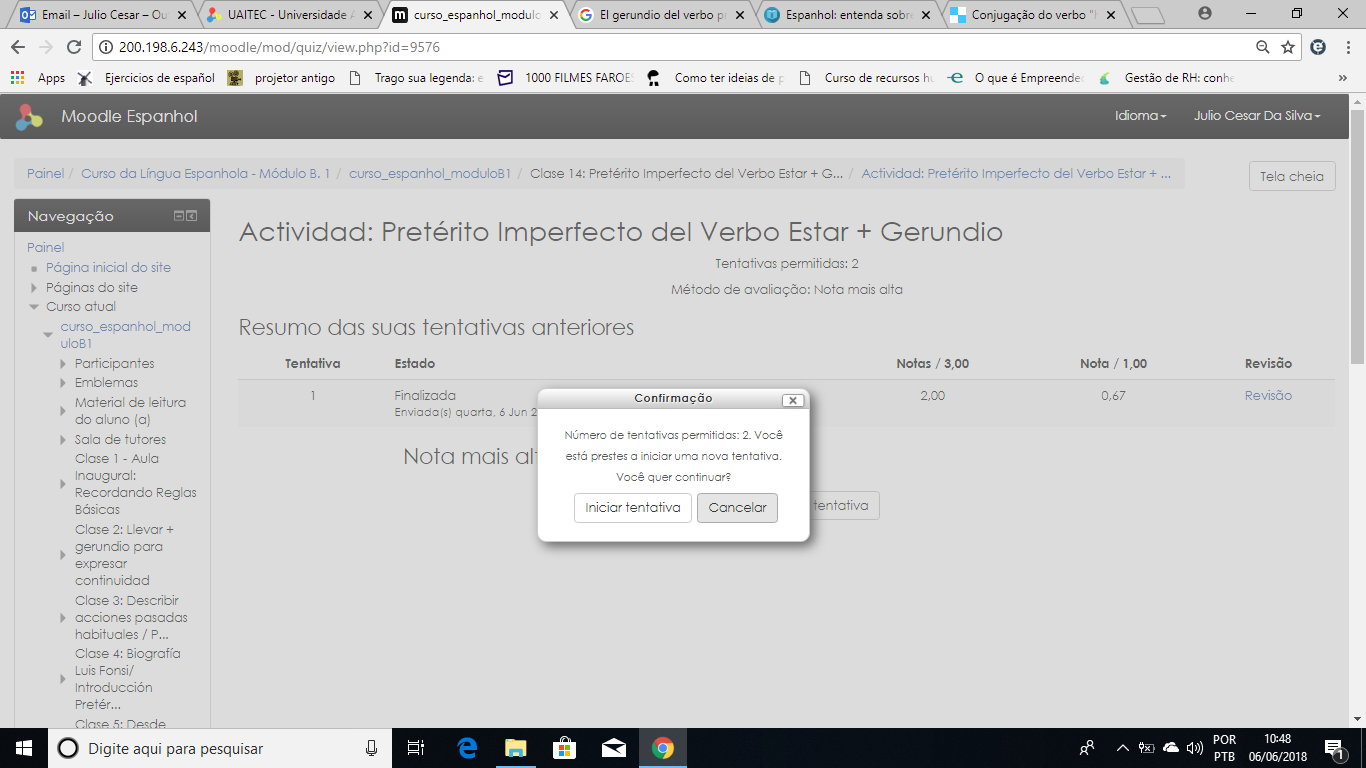 Email – Julio Cesar – Ou
UAITEC - Universidade A
curso_espanhol_modulo
El gerundio del verbo p
Espanhol: entenda sobr
Conjugação do verbo "h
200.198.6.243/moodle/mod/quiz/view.php?id=9576
Apps
Ejercicios de español
projetor antigo
Trago sua legenda: e
1000 FILMES FAROES
Como ter ideias de p
Curso de recursos hu
O que é Empreended
Gestão de RH: conhe
»
Moodle Espanhol
Idioma
Julio Cesar Da Silva
Painel / Curso da Língua Espanhola - Módulo B. 1 / curso_espanhol_moduloB1 / Clase 14: Pretérito Imperfecto del Verbo Estar + G... / Actividad: Pretérito Imperfecto del Verbo Estar + ...
Tela cheia
Navegação
Painel
Página inicial do site
Páginas do site
Curso atual
curso_espanhol_mod
uloB1
Participantes
Emblemas
Material de leitura
do aluno (a)
Sala de tutores
Clase 1 - Aula
Inaugural:
Recordando Reglas
Básicas
Clase 2: Llevar +
gerundio para
expresar
continuidad
Clase 3: Describir
acciones pasadas
habituales / P...
Clase 4: Biografía
Luis Fonsi/
Introducción
Pretér...
Clase 5: Desde
Actividad: Pretérito Imperfecto del Verbo Estar + Gerundio
Tentativas permitidas: 2
Método de avaliação: Nota mais alta
Resumo das suas tentativas anteriores
Tentativa Estado Notas / 3,00 Nota / 1,00 Revisão
1 Finalizada 2,00 0,67 Revisão
Enviada(s) quarta, 6 Jun 2
Nota mais alt
tentativa
Confirmação
Número de tentativas permitidas: 2. Você
está prestes a iniciar uma nova tentativa.
Você quer continuar?
Iniciar tentativa
Cancelar
Digite aqui para pesquisar
POR
PTB
10:48
06/06/2018
1